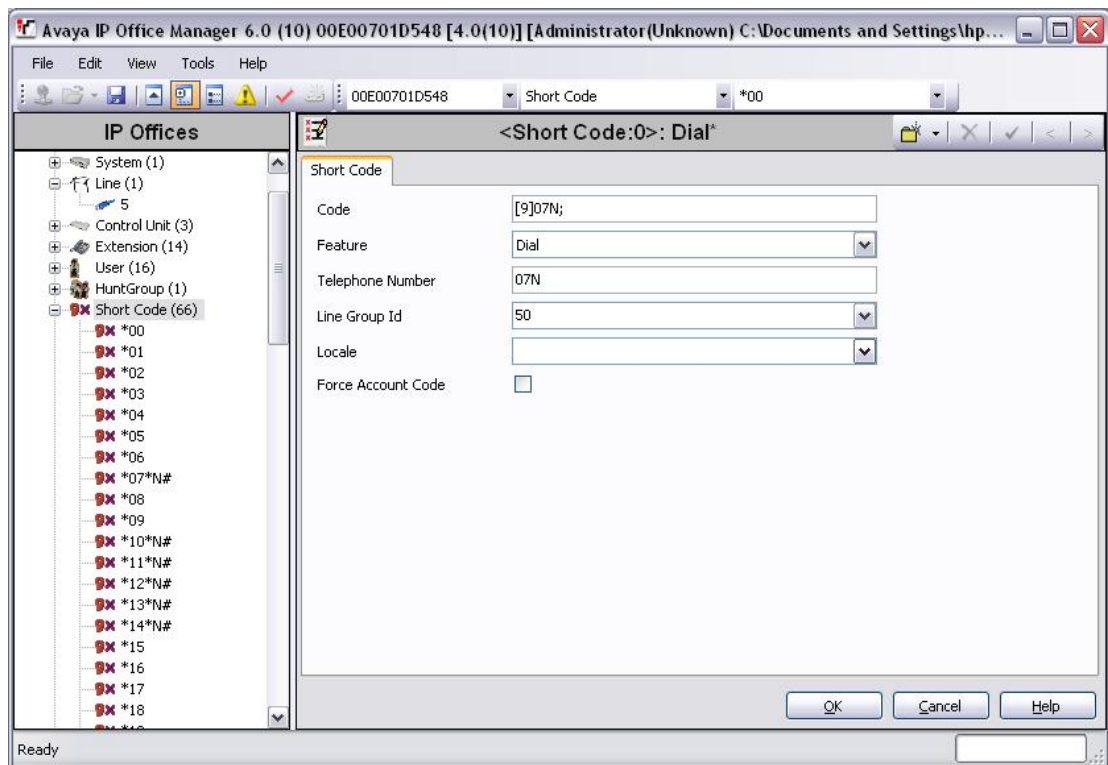 Avaya IP Office Manager 6.0 (10) 00E00701D548 [4.0(10)] [Administrator(Unknown) C:\Documents and Settings\hp...
File Edit View Tools Help
00E00701D548 Short Code *00
IP Offices
System (1)
Line (1)
5
Control Unit (3)
Extension (14)
User (16)
HuntGroup (1)
Short Code (66)
*00
*01
*02
*03
*04
*05
*06
*07*N#
*08
*09
*10*N#
*11*N#
*12*N#
*13*N#
*14*N#
*15
*16
*17
*18
<Short Code:0>: Dial*
Short Code
Code [9]07N;
Feature Dial
Telephone Number 07N
Line Group Id 50
Locale
Force Account Code
OK Cancel Help
Ready